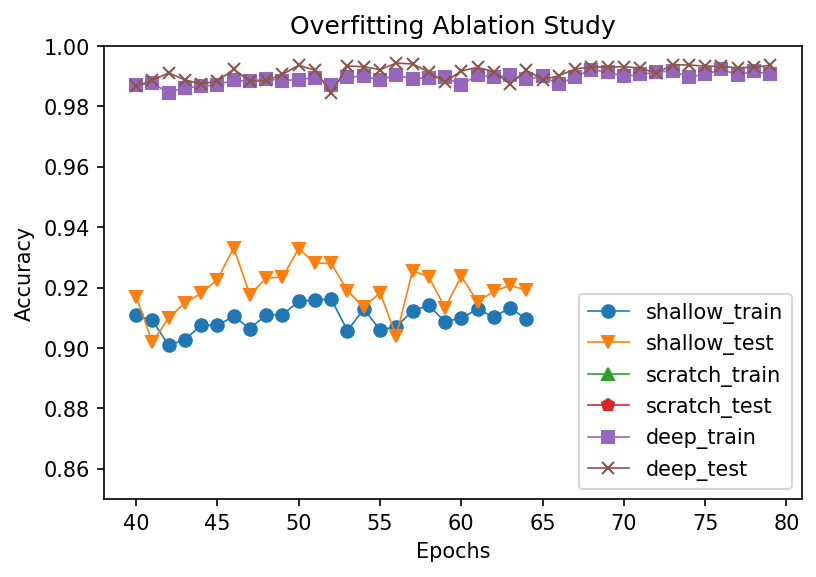 Overfitting Ablation Study
1.00
0.98
0.96
0.94
0.92
0.90
0.88
0.86
Accuracy
shallow_train
shallow_test
scratch_train
scratch_test
deep_train
deep_test
40 45 50 55 60 65 70 75 80
Epochs